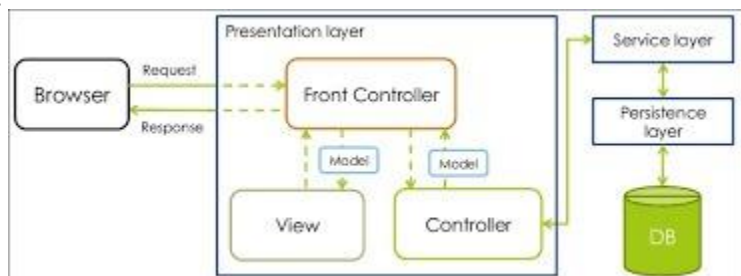 Presentation layer
Service layer
Request
Browser
Front Controller
Response
Persistence
layer
Model
Model
View
Controller
DB